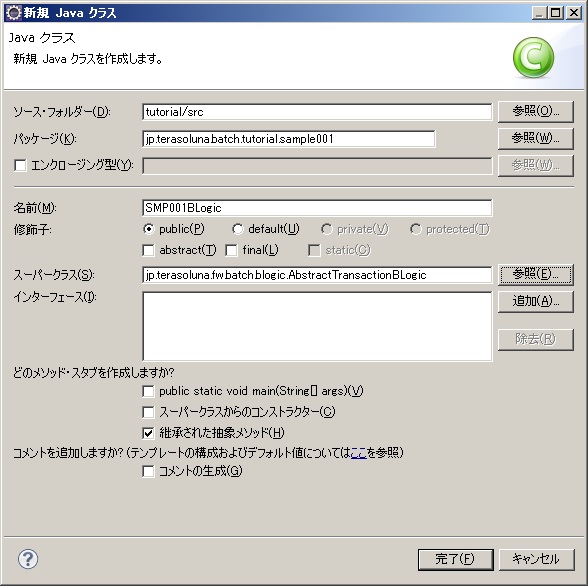 新規 Java クラス
Java クラス
新規 Java クラスを作成します。
C
ソース・フォルダー(D): tutorial/src 参照(O)...
パッケージ(K): jp.terasoluna.batch.tutorial.sample001 参照(W)...
エンクロージング型(Y): 参照(W)...
名前(M): SMP001BLogic
修飾子: public(P) default(U) private(V) protected(T)
abstract(T) final(L) static(C)
スーパークラス(S): jp.terasoluna.fw.batch.blogic.AbstractTransactionBLogic 参照(E)...
インターフェース(I): 追加(A)...
除去(R)
どのメソッド・スタブを作成しますか?
public static void main(String[] args)(V)
スーパークラスからのコンストラクター(C)
継承された抽象メソッド(H)
コメントを追加しますか? (テンプレートの構成およびデフォルト値についてはここを参照)
コメントの生成(G)
? 完了(F) キャンセル